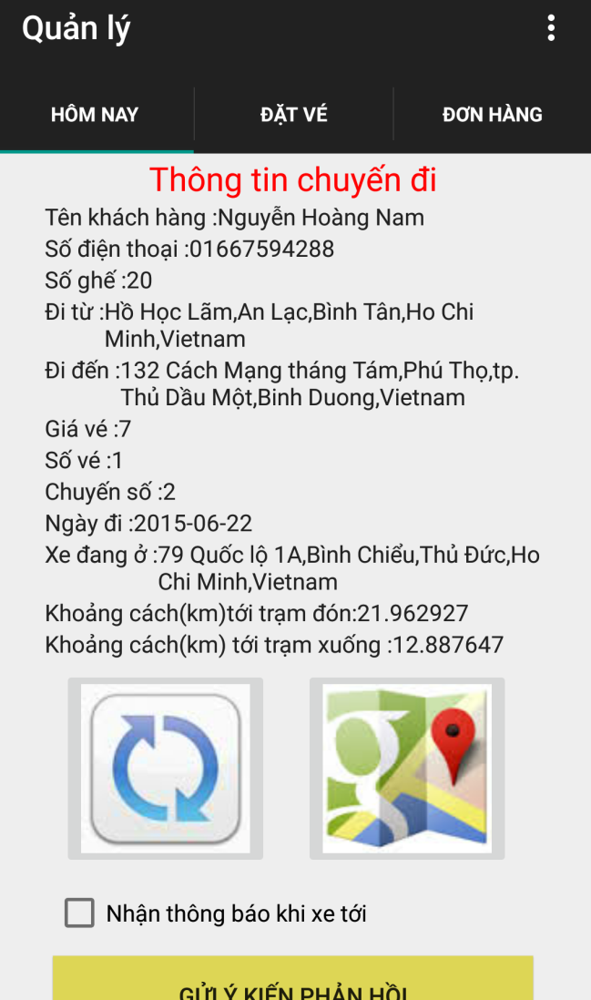 Quản lý
HÔM NAY
ĐẶT VÉ
ĐƠN HÀNG
Thông tin chuyến đi
Tên khách hàng :Nguyễn Hoàng Nam
Số điện thoại :01667594288
Số ghế :20
Đi từ :Hồ Học Lãm,An Lạc,Bình Tân,Ho Chi
Minh,Vietnam
Đi đến :132 Cách Mạng tháng Tám,Phú Thọ,tp.
Thủ Dầu Một,Binh Duong,Vietnam
Giá vé :7
Số vé :1
Chuyến số :2
Ngày đi :2015-06-22
Xe đang ở :79 Quốc lộ 1A,Bình Chiểu,Thủ Đức,Ho
Chi Minh,Vietnam
Khoảng cách(km)tới trạm đón:21.962927
Khoảng cách(km) tới trạm xuống :12.887647
g
Nhận thông báo khi xe tới
GỬI Ý KIẾN PHẢN HỒI